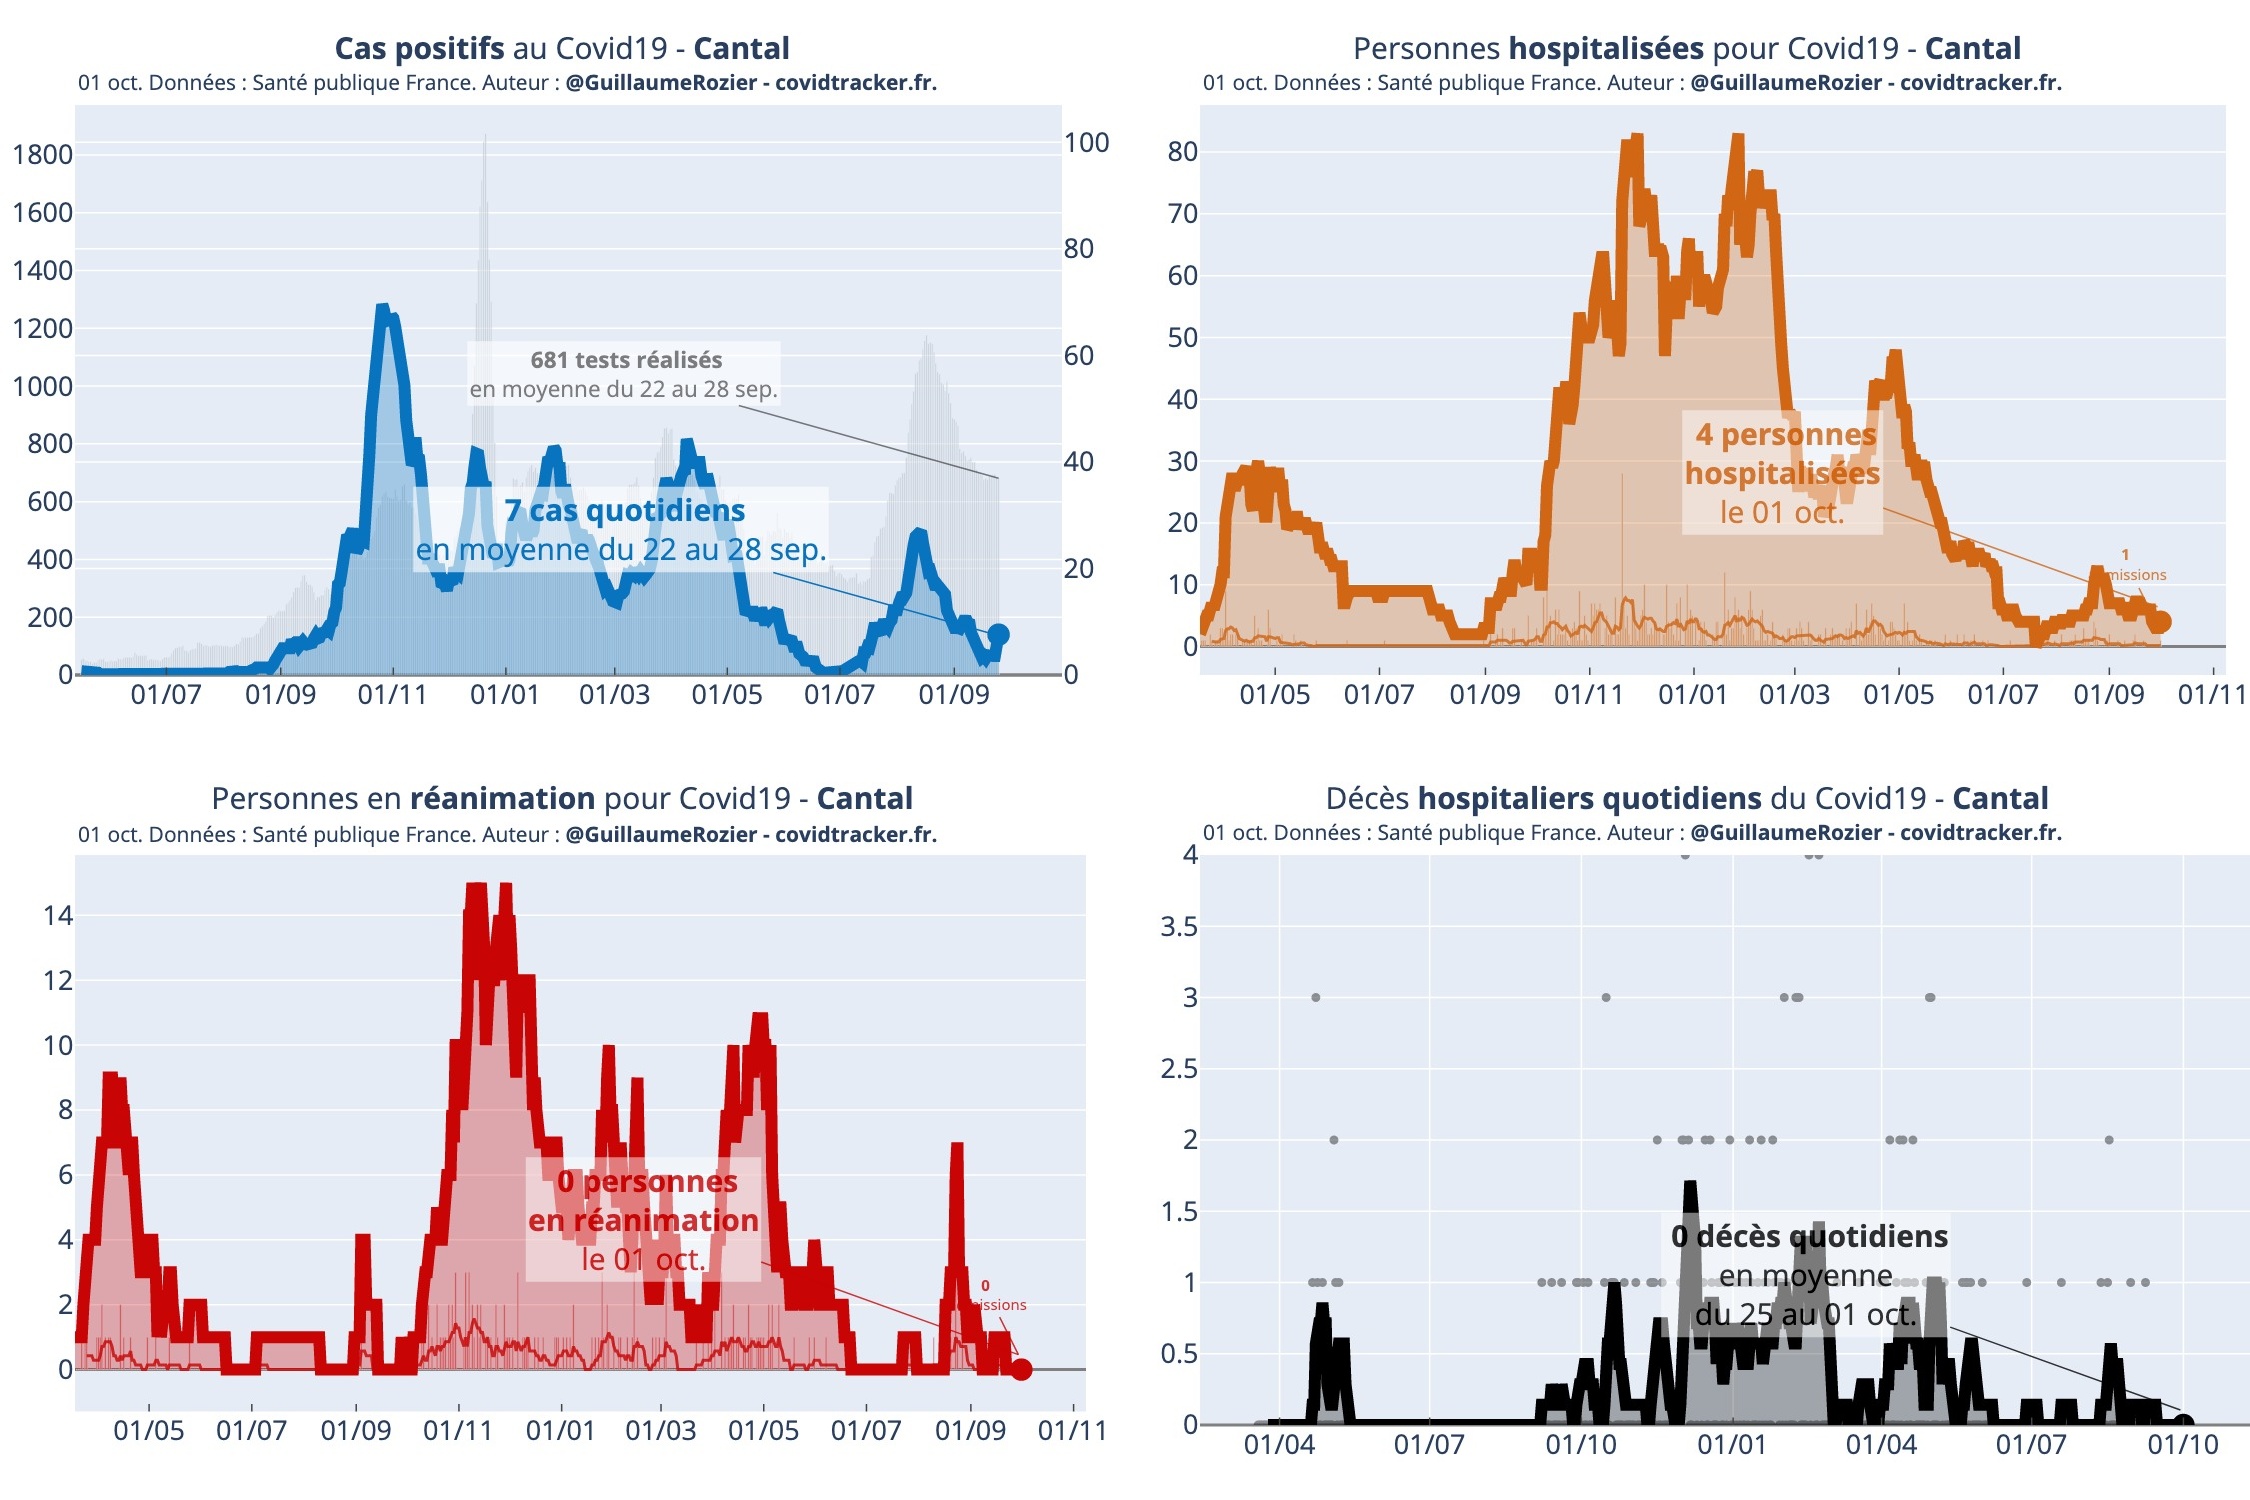 Cas positifs au Covid19 - Cantal
01 oct. Données : Santé publique France. Auteur : @GuillaumeRozier - covidtracker.fr.
1800
1600
1400
1200
1000
800
600
400
200
0
100
80
60
40
20
0
681 tests réalisés
en moyenne du 22 au 28 sep.
7 cas quotidiens
en moyenne du 22 au 28 sep.
01/07 01/09 01/11 01/01 01/03 01/05 01/07 01/09
Personnes hospitalisées pour Covid19 - Cantal
01 oct. Données : Santé publique France. Auteur : @GuillaumeRozier - covidtracker.fr.
80
70
60
50
40
30
20
10
0
4 personnes
hospitalisées
le 01 oct.
1
missions
01/05 01/07 01/09 01/11 01/01 01/03 01/05 01/07 01/09 01/11
Personnes en réanimation pour Covid19 - Cantal
01 oct. Données : Santé publique France. Auteur : @GuillaumeRozier - covidtracker.fr.
14
12
10
8
6
4
2
0
0 personnes
en réanimation
le 01 oct.
0
01/05 01/07 01/09 01/11 01/01 01/03 01/05 01/07 01/09 01/11
Décès hospitaliers quotidiens du Covid19 - Cantal
01 oct. Données : Santé publique France. Auteur : @GuillaumeRozier - covidtracker.fr.
4
3.5
3
2.5
2
1.5
1
0.5
0
0 décès quotidiens
en moyenne
du 25 au 01 oct.
01/04 01/07 01/10 01/01 01/04 01/07 01/10